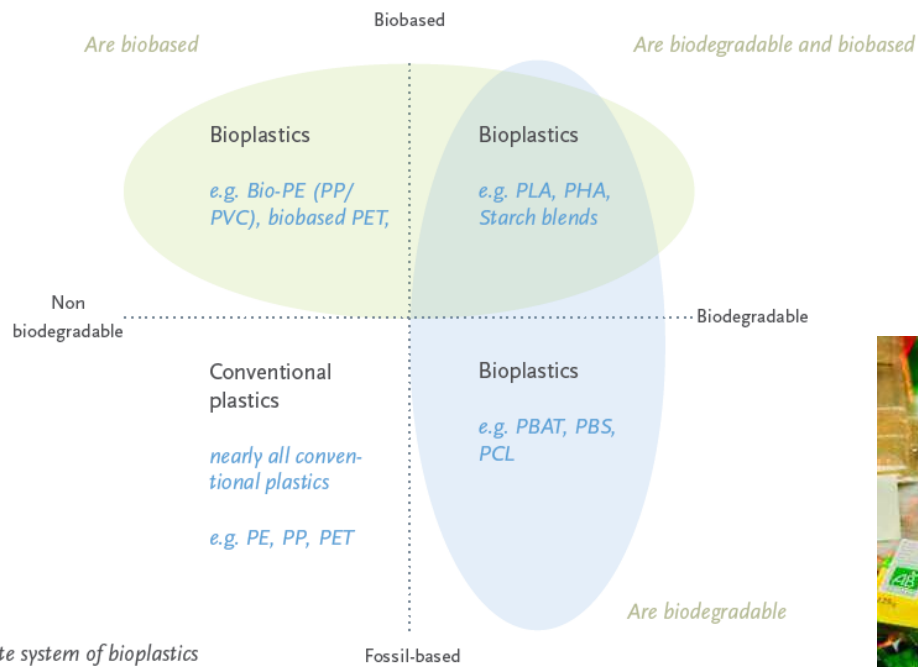 Biobased
Are biobased
Are biodegradable and biobased
Bioplastics
e.g. Bio-PE (PP/
PVC), biobased PET,
Bioplastics
e.g. PLA, PHA,
Starch blends
Non
biodegradable
Biodegradable
Conventional
plastics
nearly all conven-
tional plastics
e.g. PE, PP, PET
Bioplastics
e.g. PBAT, PBS,
PCL
Are biodegradable
AB
system of bioplastics
Fossil-based